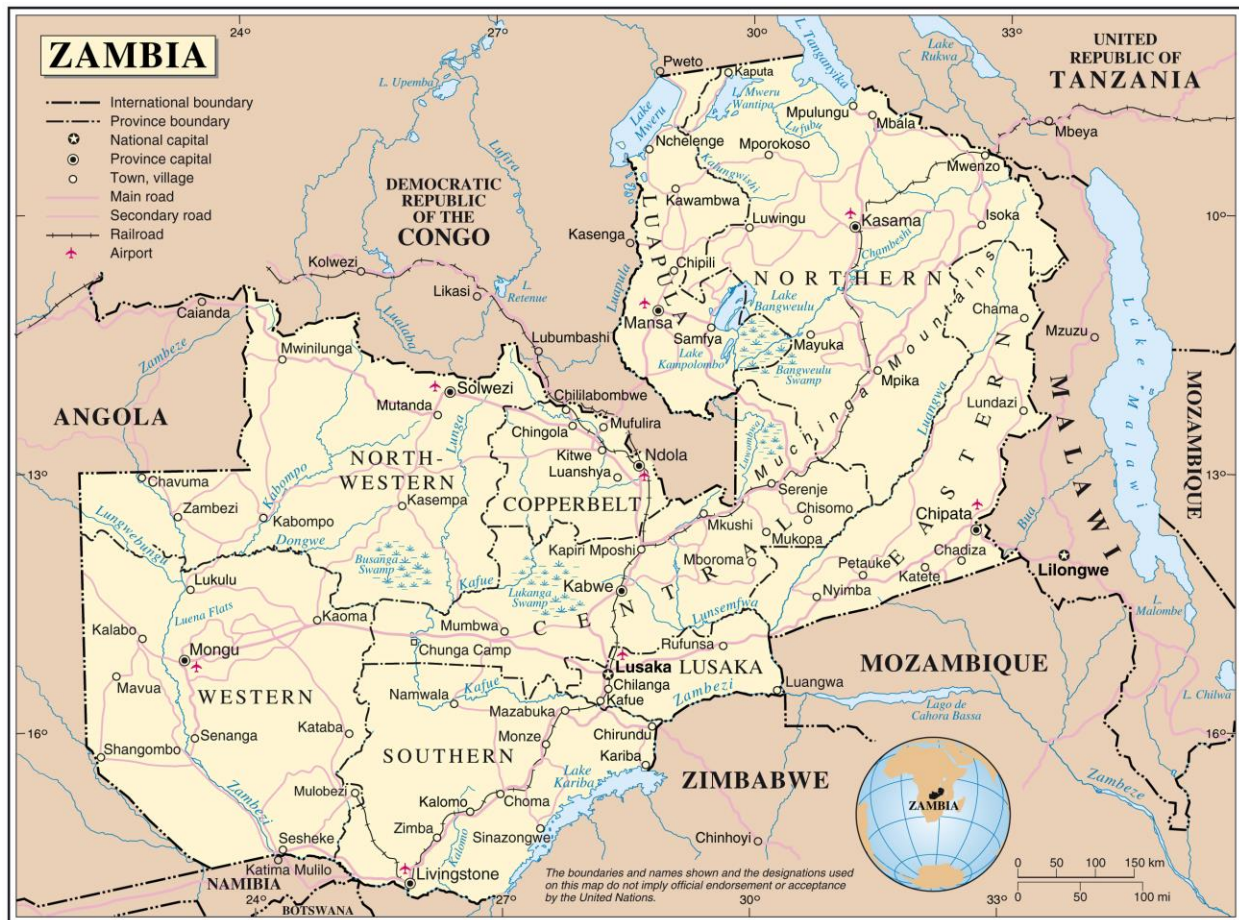 ZAMBIA
International boundary
Province boundary
National capital
Province capital
Town, village
Main road
Secondary road
Railroad
Airport
24°
27°
30°
33°
UNITED
REPUBLIC OF
TANZANIA
Lake
Rukwa
L. Tanganyika
Pweto
Kaputa
L. Mweru
Wantipa
Lake
Mweru
L. Upemba
Lufira
Mpulungu
Mbala
Lufubu
Mbeya
Nchelenge
Mporokoso
Mwenzo
Kalungwishi
DEMOCRATIC
REPUBLIC
OF THE
CONGO
Kawambwa
Luwingu
Kasama
Isoka
10°
Kasenga
LUAPULA
Chambeshi
Kolwezi
Chipili
NORTHERN
Likasi
L.
Retenue
Luapula
Lake
Bangweulu
Caianda
Mansa
Chama
Lualaba
Samfya
Mayuka
Mzuzu
Zambeze
Lubumbashi
Lake
Kampolombo
Bangweulu
Swamp
Muchinga Mountains
Mwinilunga
Mpika
Lake Malawi
Solwezi
Chililabombwe
Luangwa
Lundazi
ANGOLA
Mutanda
Lunga
Chingola
Mufulira
MALAWI
MOZAMBIQUE
Kitwe
Ndola
Luwombwa
NORTH-
WESTERN
Luanshya
EASTERN
13°
13°
Chavuma
Kabompo
Kasempa
COPPERBELT
Serenje
Chisomo
Zambezi
Kabompo
Mkushi
Mukopa
Chipata
Bua
Lungwebungu
Dongwe
Kapiri Mposhi
Mboroma
Petauke
Chadiza
Busanga
Swamp
Kafue
Katete
Lilongwe
Lukulu
Lukanga
Swamp
Kabwe
CENTRAL
Nyimba
Luena Flats
Kaoma
Lunsemfwa
L.
Malombe
Kalabo
Mumbwa
Rufunsa
Mongu
Chunga Camp
Lusaka
LUSAKA
MOZAMBIQUE
Mavua
WESTERN
Namwala
Kafue
Chilanga
Zambezi
Luangwa
L. Chilwa
Kafue
Mazabuka
Lago de
Cahora Bassa
Senanga
Kataba
Monze
Chirundu
16°
16°
Shangombo
SOUTHERN
Kariba
Lake
Kariba
ZIMBABWE
ZAMBIA
Zambeze
Mulobezi
Kalomo
Choma
Zambezi
Zimba
Kalomo
Sinazongwe
Chinhoyi
Sesheke
Katima Mulilo
0 50 100 150 km
Livingstone
The boundaries and names shown and the designations used
on this map do not imply official endorsement or acceptance
by the United Nations.
0 50 100 mi
NAMIBIA
BOTSWANA
24°
27°
30°
33°